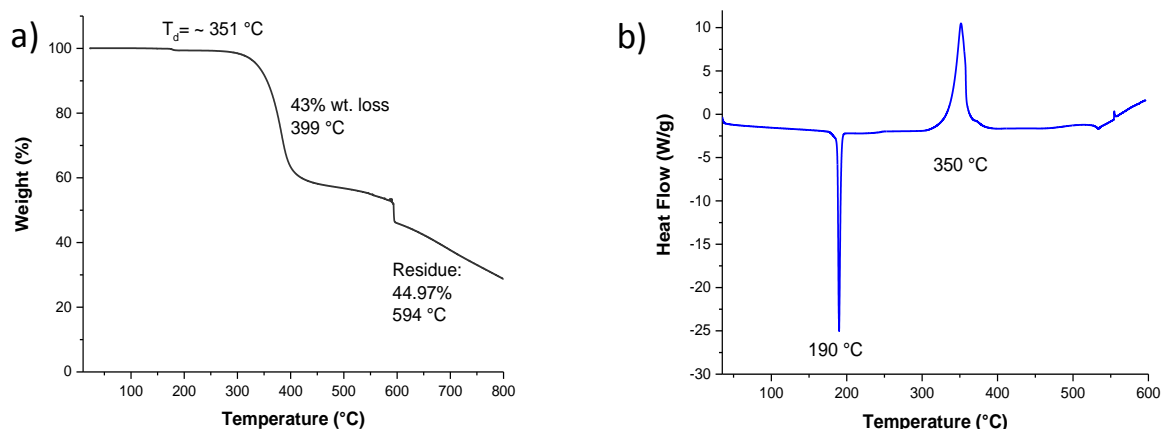 a)
T_d= ~ 351 °C
43% wt. loss
399 °C
Residue:
44.97%
594 °C
Weight (%)
100
80
60
40
20
0
100 200 300 400 500 600 700 800
Temperature (°C)
b)
350 °C
190 °C
Heat Flow (W/g)
10
5
0
-5
-10
-15
-20
-25
-30
100 200 300 400 500 600
Temperature (°C)